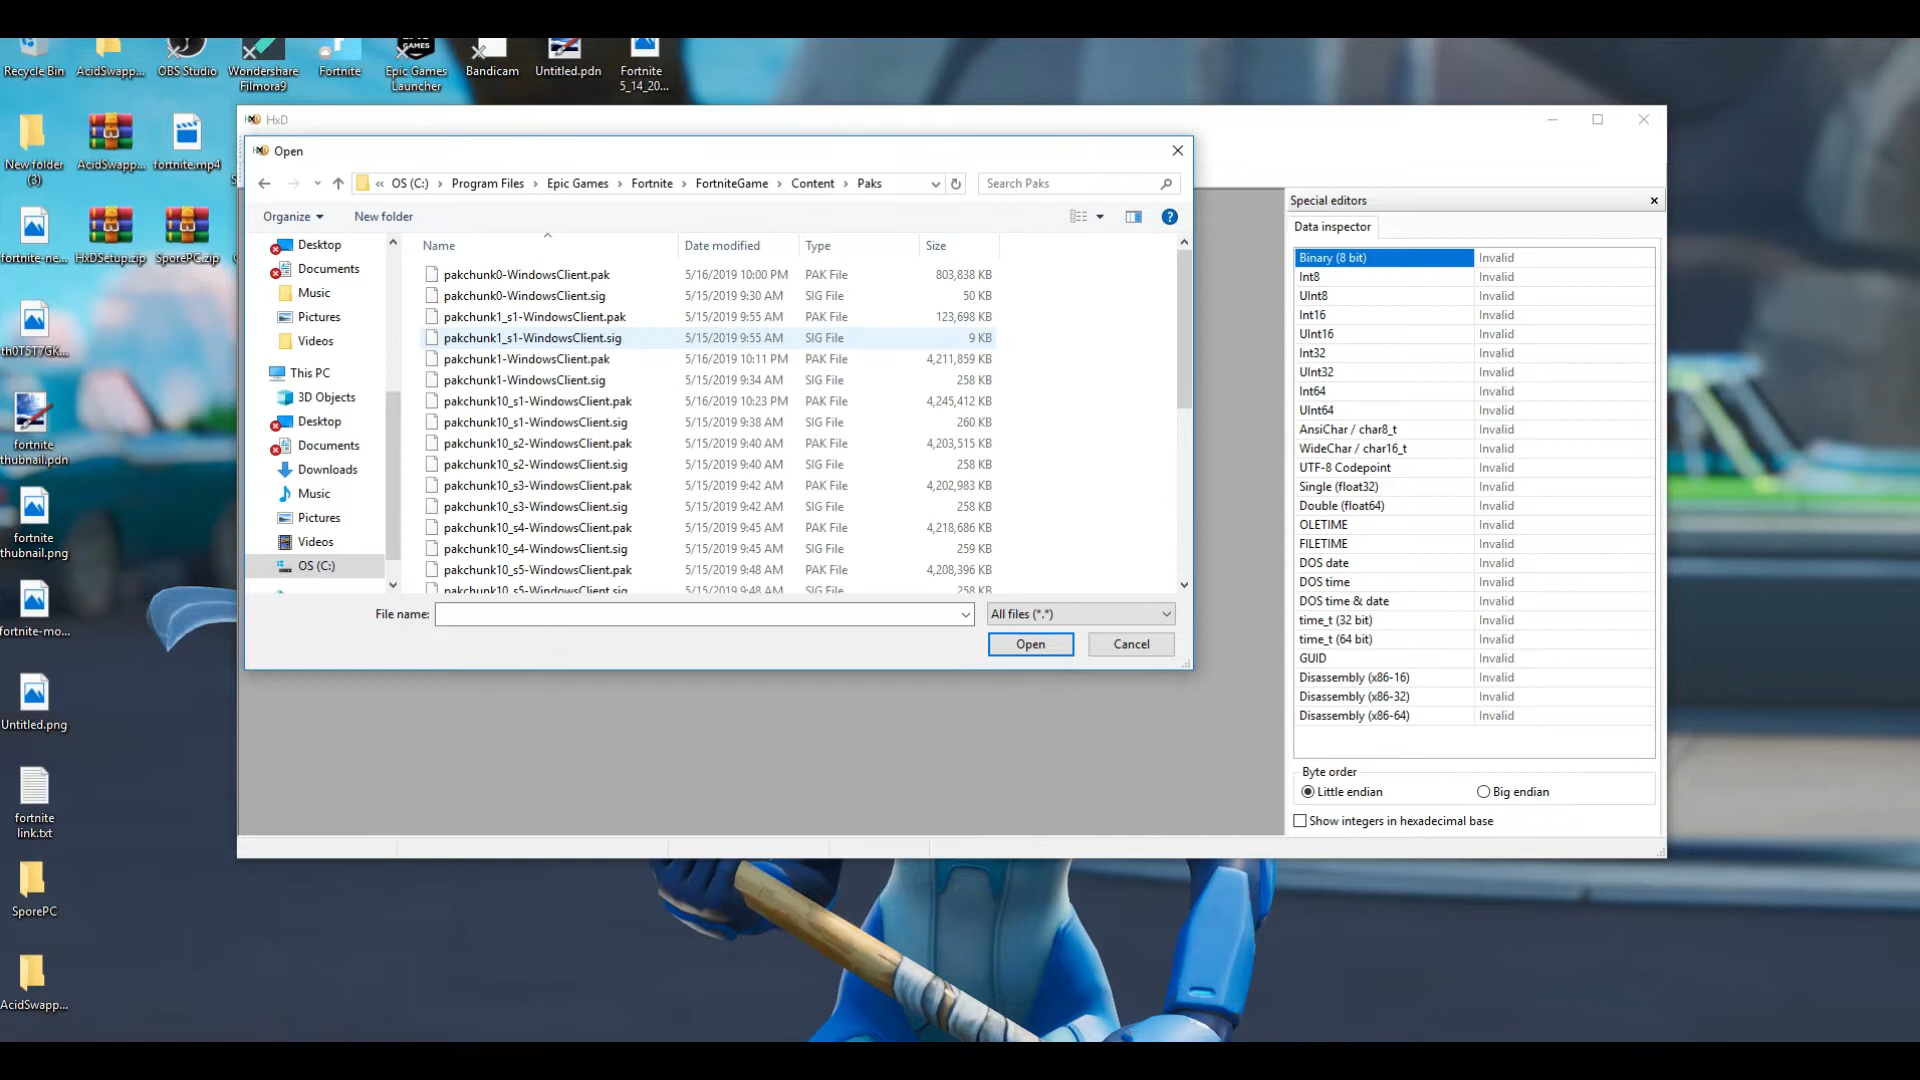 Recycle Bin
AcidSwapp...
OBS Studio
Wondershare
Filmora9
Fortnite
EPIC
GAMES
Epic Games
Launcher
Bandicam
Untitled.pdn
Fortnite
5_14_20...
New folder
(3)
AcidSwapp...
fortnite.mp4
fortnite-ne...
HxDSetup.zip
SporePC.zip
th0T5T7GK...
fortnite
thumbnail.pdn
fortnite
thubnail.png
fortnite-mo...
Untitled.png
fortnite
link.txt
SporePC
AcidSwapp...
HxD
Open
« OS (C:) › Program Files › Epic Games › Fortnite › FortniteGame › Content › Paks
Search Paks
Organize
New folder
Desktop
Documents
Music
Pictures
Videos
This PC
3D Objects
Desktop
Documents
Downloads
Music
Pictures
Videos
OS (C:)
Name Date modified Type Size
pakchunk0-WindowsClient.pak 5/16/2019 10:00 PM PAK File 803,838 KB
pakchunk0-WindowsClient.sig 5/15/2019 9:30 AM SIG File 50 KB
pakchunk1_s1-WindowsClient.pak 5/15/2019 9:55 AM PAK File 123,698 KB
pakchunk1_s1-WindowsClient.sig 5/15/2019 9:55 AM SIG File 9 KB
pakchunk1-WindowsClient.pak 5/16/2019 10:11 PM PAK File 4,211,859 KB
pakchunk1-WindowsClient.sig 5/15/2019 9:34 AM SIG File 258 KB
pakchunk10_s1-WindowsClient.pak 5/16/2019 10:23 PM PAK File 4,245,412 KB
pakchunk10_s1-WindowsClient.sig 5/15/2019 9:38 AM SIG File 260 KB
pakchunk10_s2-WindowsClient.pak 5/15/2019 9:40 AM PAK File 4,203,515 KB
pakchunk10_s2-WindowsClient.sig 5/15/2019 9:40 AM SIG File 258 KB
pakchunk10_s3-WindowsClient.pak 5/15/2019 9:42 AM PAK File 4,202,983 KB
pakchunk10_s3-WindowsClient.sig 5/15/2019 9:42 AM SIG File 258 KB
pakchunk10_s4-WindowsClient.pak 5/15/2019 9:45 AM PAK File 4,218,686 KB
pakchunk10_s4-WindowsClient.sig 5/15/2019 9:45 AM SIG File 259 KB
pakchunk10_s5-WindowsClient.pak 5/15/2019 9:48 AM PAK File 4,208,396 KB
pakchunk10_s5-WindowsClient.sig 5/15/2019 9:48 AM SIG File 258 KB
File name:
All files (*.*)
Open
Cancel
Special editors
Data inspector
Binary (8 bit) Invalid
Int8 Invalid
UInt8 Invalid
Int16 Invalid
UInt16 Invalid
Int32 Invalid
UInt32 Invalid
Int64 Invalid
UInt64 Invalid
AnsiChar / char8_t Invalid
WideChar / char16_t Invalid
UTF-8 Codepoint Invalid
Single (float32) Invalid
Double (float64) Invalid
OLETIME Invalid
FILETIME Invalid
DOS date Invalid
DOS time Invalid
DOS time & date Invalid
time_t (32 bit) Invalid
time_t (64 bit) Invalid
GUID Invalid
Disassembly (x86-16) Invalid
Disassembly (x86-32) Invalid
Disassembly (x86-64) Invalid
Byte order
Little endian
Big endian
Show integers in hexadecimal base